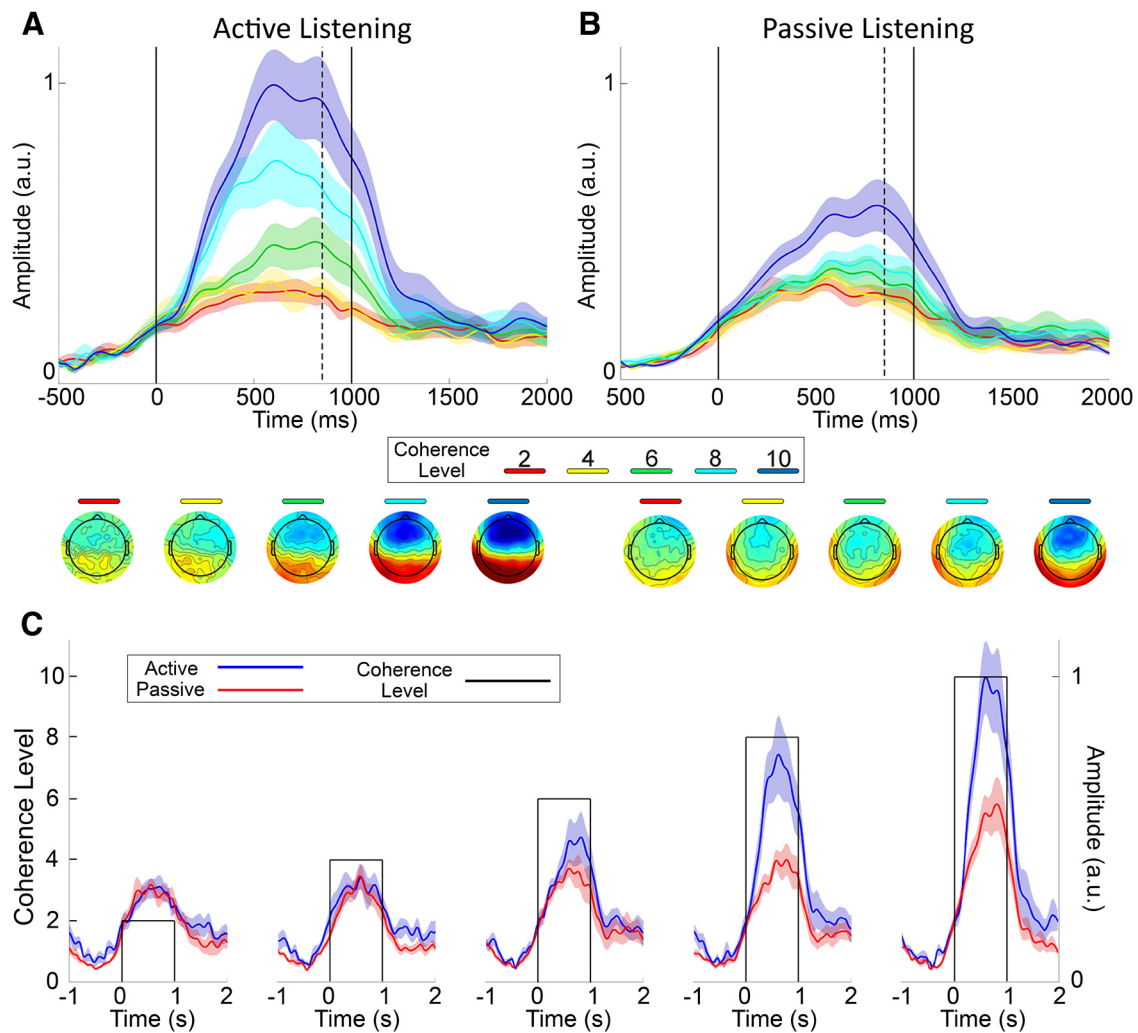 A
Active Listening
B
Passive Listening
1
Amplitude (a.u.)
0
-500 0 500 1000 1500 2000
Time (ms)
1
Amplitude (a.u.)
0
500 0 500 1000 1500 2000
Time (ms)
Coherence Level 2 4 6 8 10
C
Active
Passive
Coherence Level
Coherence Level
10
8
6
4
2
0
1
Amplitude (a.u.)
0
-1 0 1 2
Time (s)
-1 0 1 2
Time (s)
-1 0 1 2
Time (s)
-1 0 1 2
Time (s)
-1 0 1 2
Time (s)